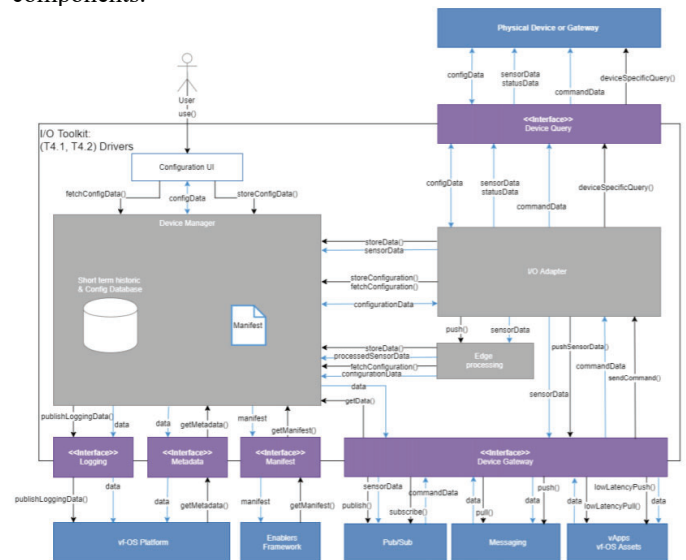 components.
Physical Device or Gateway
configData
sensorData
statusData
commandData
deviceSpecificQuery()
User
use()
<<Interface>>
Device Query
I/O Toolkit:
(T4.1, T4.2) Drivers
Configuration UI
fetchConfigData()
configData
storeConfigData()
configData
sensorData
statusData
commandData
deviceSpecificQuery()
Device Manager
storeData()
sensorData
I/O Adapter
Short term historic
& Config Database
storeConfiguration()
fetchConfiguration()
configurationData
Manifest
push()
sensorData
pushSensorData()
storeData()
processedSensorData
fetchConfiguration()
configurationData
Edge
processing
commandData
sendCommand()
data
getData()
sensorData
publishLoggingData()
data
data
getMetadata()
manifest
getManifest()
<<Interface>>
Logging
<<Interface>>
Metadata
<<Interface>>
Manifest
<<Interface>>
Device Gateway
publishLoggingData()
data
data
getMetadata()
manifest
getManifest()
sensorData
publish()
commandData
subscribe()
data
pull()
push()
data
data
lowLatencyPush()
lowLatencyPull()
data
vf-OS Platform
Enablers
Framework
Pub/Sub
Messaging
vApps
vf-OS Assets